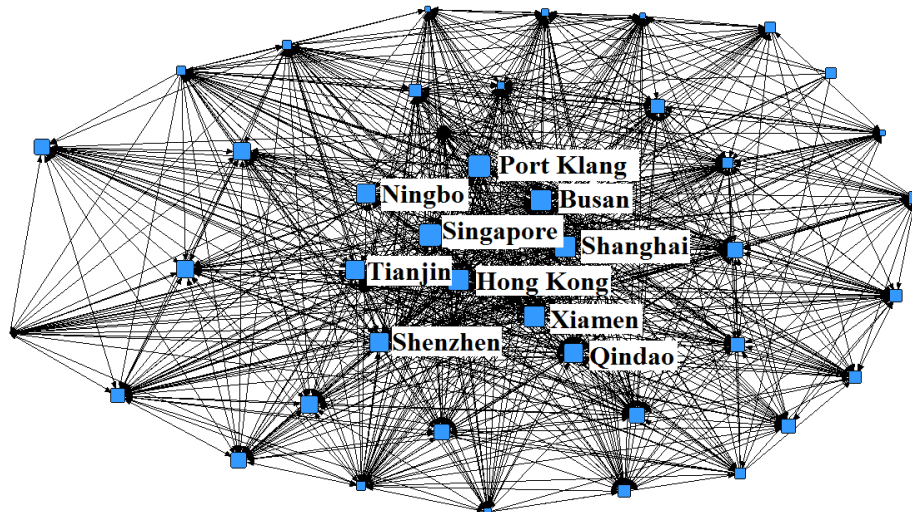 Port Klang
Ningbo
Busan
Singapore
Shanghai
Tianjin
Hong Kong
Xiamen
Shenzhen
Qindao